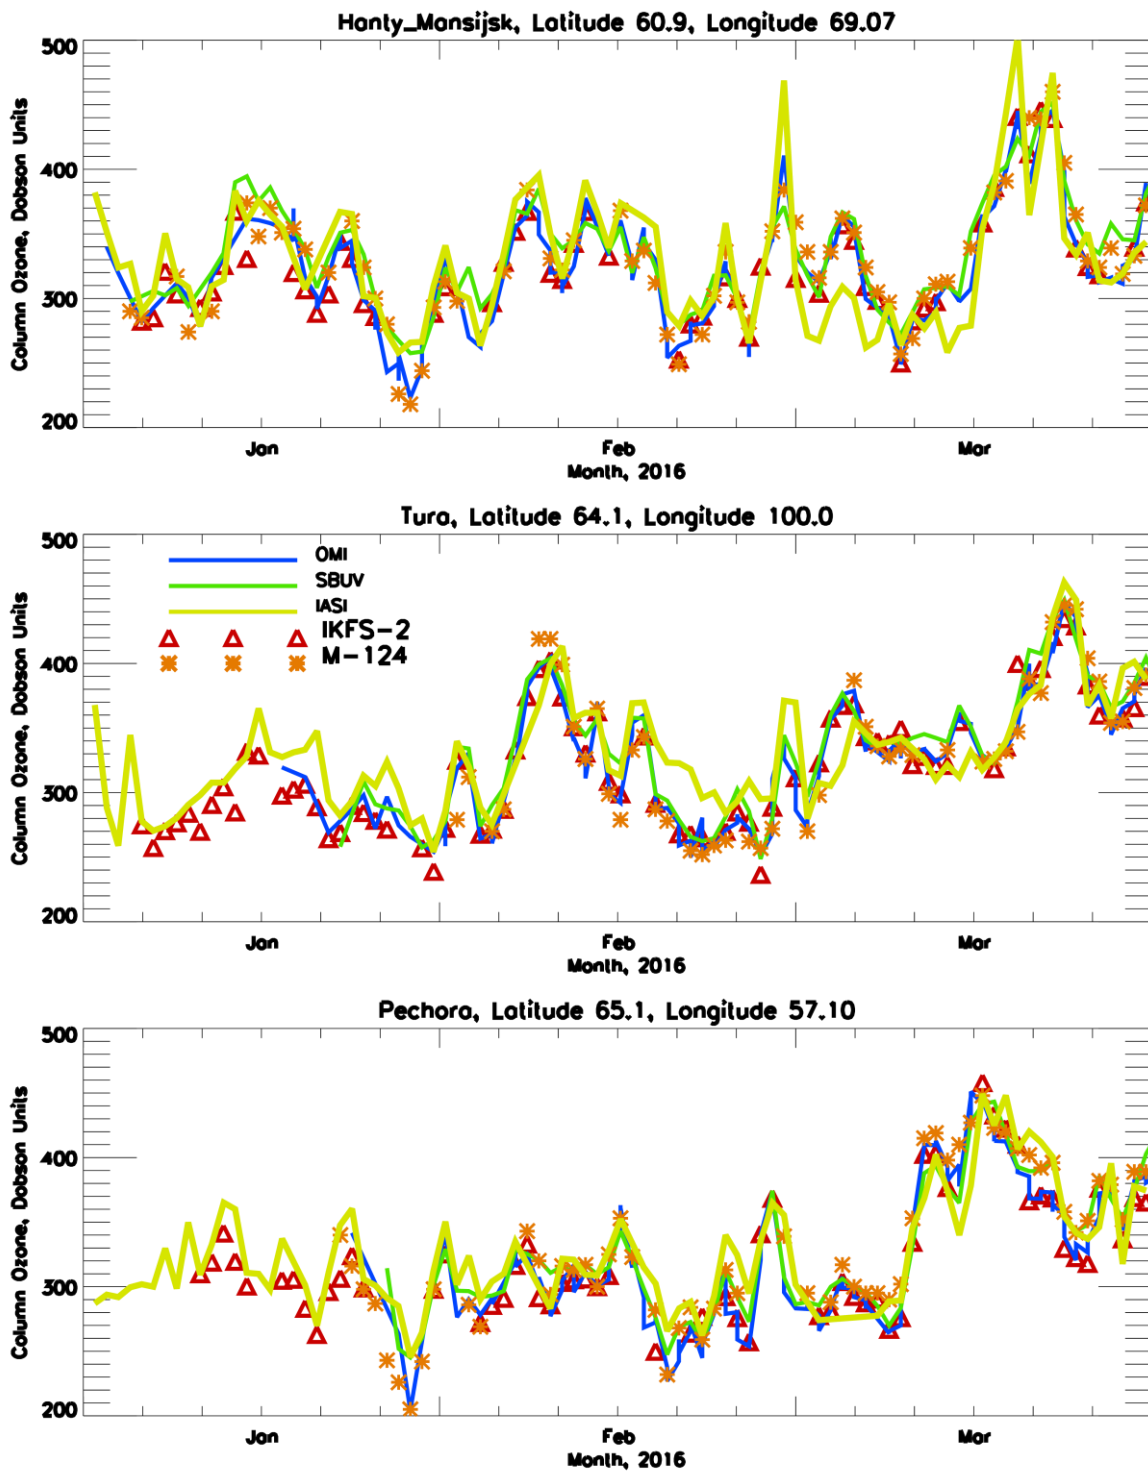 Hanty_Mansijsk, Latitude 60.9, Longitude 69.07
500
400
300
200
Column Ozone, Dobson Units
Jan Feb Mar
Month, 2016
Tura, Latitude 64.1, Longitude 100.0
500
400
300
200
Column Ozone, Dobson Units
OMI
SBUV
IASI
IKFS-2
M-124
Jan Feb Mar
Month, 2016
Pechora, Latitude 65.1, Longitude 57.10
500
400
300
200
Column Ozone, Dobson Units
Jan Feb Mar
Month, 2016